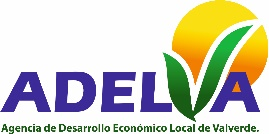 ADELVA
Agencia de Desarrollo Económico Local de Valverde.